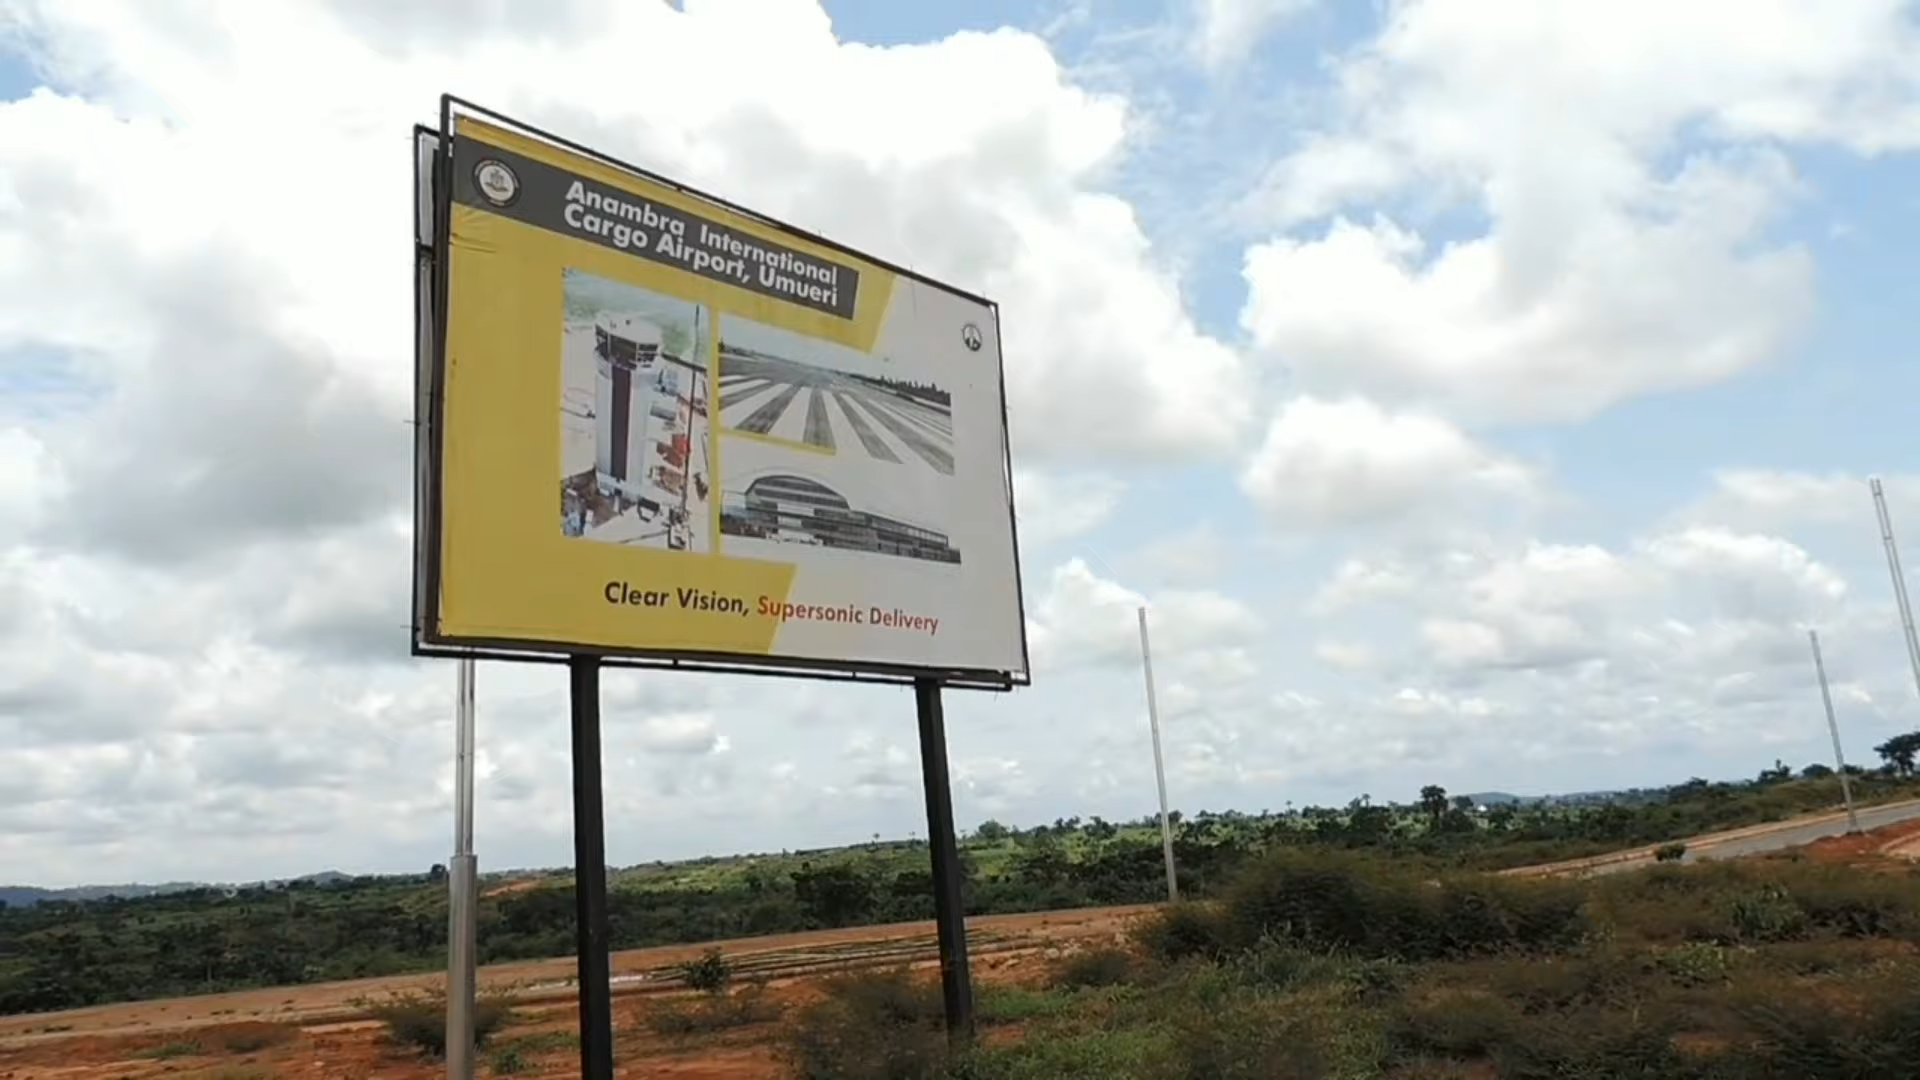 Anambra International
Cargo Airport, Umueri
Clear Vision, Supersonic Delivery